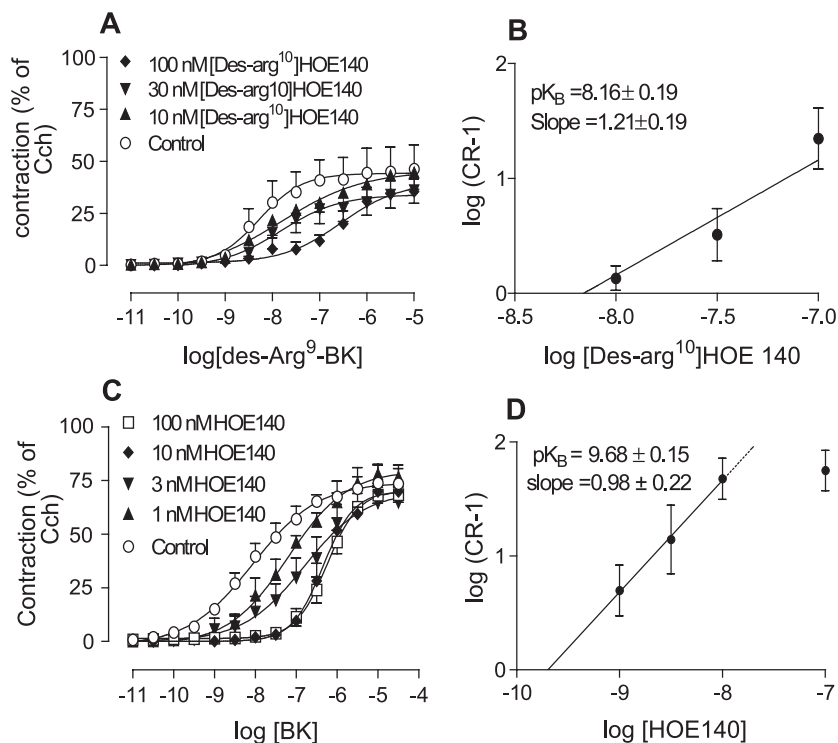 A
contraction (% of
Cch)
100
75
50
25
0
◆ 100 nM[Des-arg¹⁰]HOE140
▼ 30 nM[Des-arg10]HOE140
▲ 10 nM[Des-arg¹⁰]HOE140
○ Control
-11 -10 -9 -8 -7 -6 -5
log[des-Arg⁹-BK]
B
log (CR-1)
2
1
0
pK_B =8.16± 0.19
Slope =1.21±0.19
-8.5 -8.0 -7.5 -7.0
log [Des-arg¹⁰]HOE 140
C
Contraction (% of
Cch)
100
75
50
25
0
□ 100 nMHOE140
◆ 10 nMHOE140
▼ 3 nMHOE140
▲ 1 nMHOE140
○ Control
-11 -10 -9 -8 -7 -6 -5 -4
log [BK]
D
log (CR-1)
2
1
0
pK_B = 9.68 ± 0.15
slope =0.98 ± 0.22
-10 -9 -8 -7
log [HOE140]